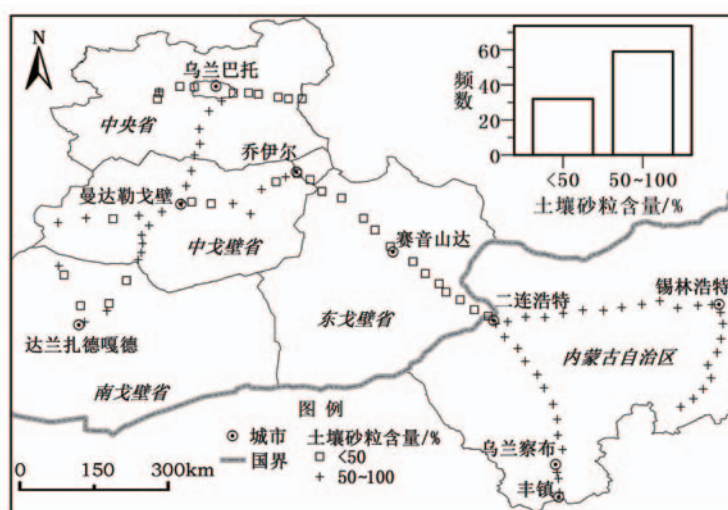 N
乌兰巴托
中央省
乔伊尔
曼达勒戈壁
中戈壁省
赛音山达
二连浩特
锡林浩特
东戈壁省
内蒙古自治区
达兰扎德嘎德
南戈壁省
乌兰察布
丰镇
频数
60
40
20
0
<50
50~100
土壤砂粒含量/%
图 例
城市
国界
土壤砂粒含量/%
<50
50~100
0 150 300km